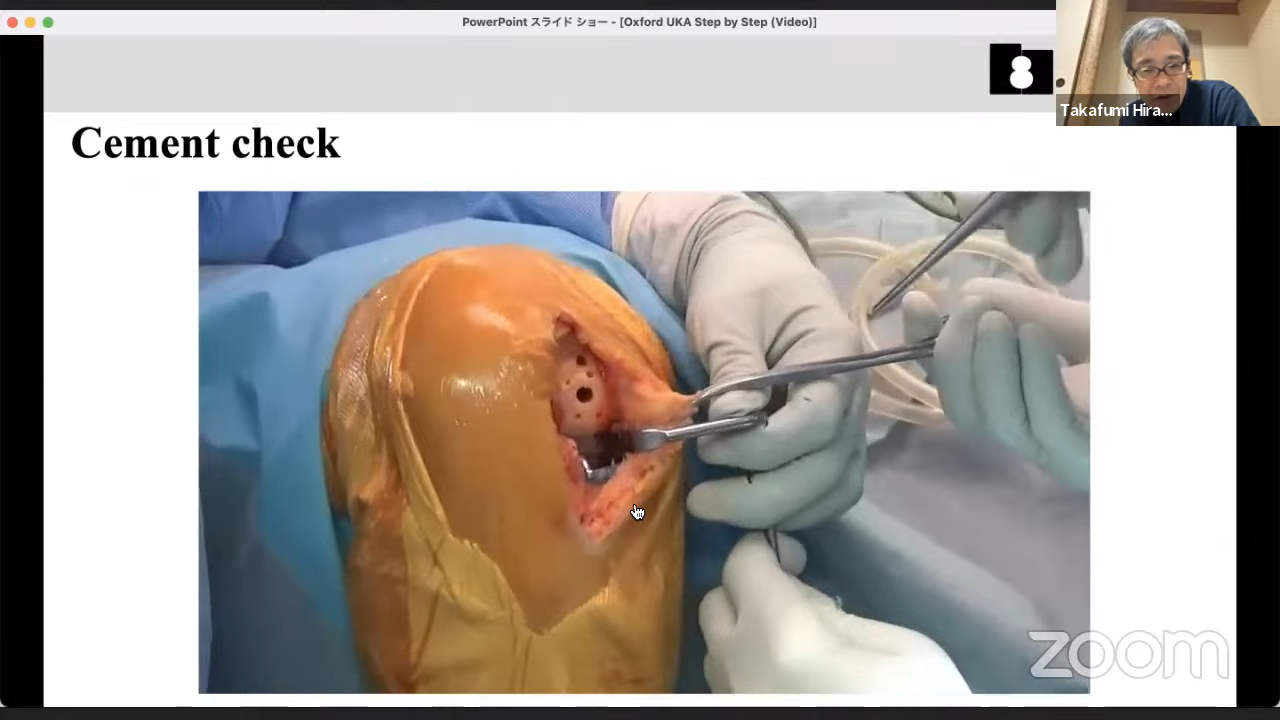 PowerPoint スライド ショー - [Oxford UKA Step by Step (Video)]
Takafumi Hira...
Cement check
zoom